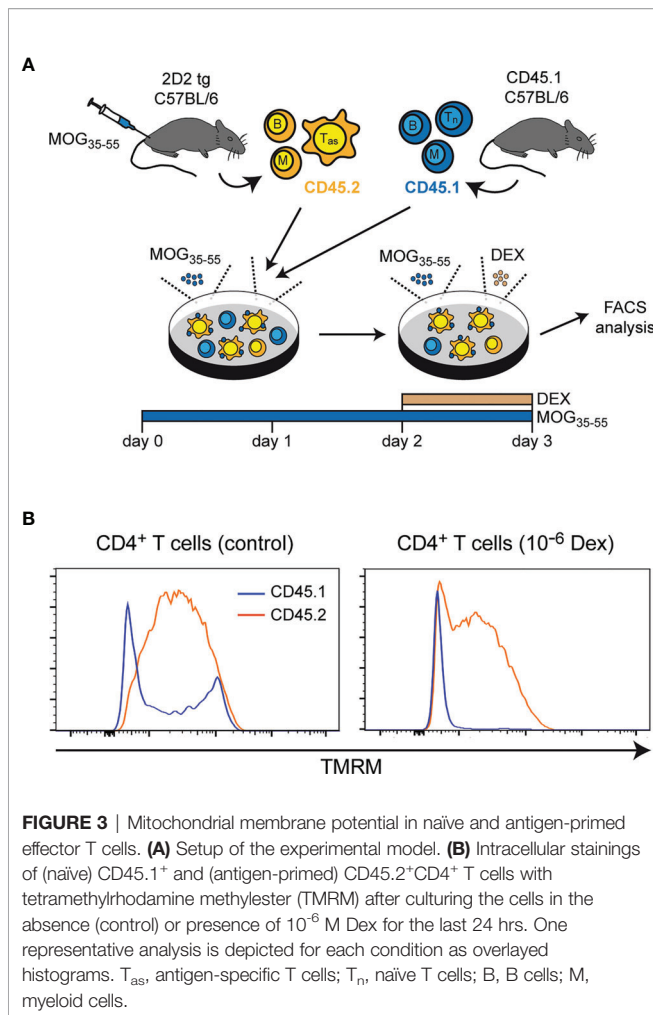 A
2D2 tg
C57BL/6
CD45.1
C57BL/6
MOG35-55
B
Tas
M
B
Tn
M
CD45.2
CD45.1
MOG35-55
MOG35-55
DEX
FACS
analysis
DEX
MOG35-55
day 0
day 1
day 2
day 3
B
CD4+ T cells (control)
CD4+ T cells (10-6 Dex)
CD45.1
CD45.2
TMRM
FIGURE 3 | Mitochondrial membrane potential in naïve and antigen-primed
effector T cells. (A) Setup of the experimental model. (B) Intracellular stainings
of (naïve) CD45.1+ and (antigen-primed) CD45.2+CD4+ T cells with
tetramethylrhodamine methylester (TMRM) after culturing the cells in the
absence (control) or presence of 10-6 M Dex for the last 24 hrs. One
representative analysis is depicted for each condition as overlayed
histograms. Tas, antigen-specific T cells; Tn, naïve T cells; B, B cells; M,
myeloid cells.